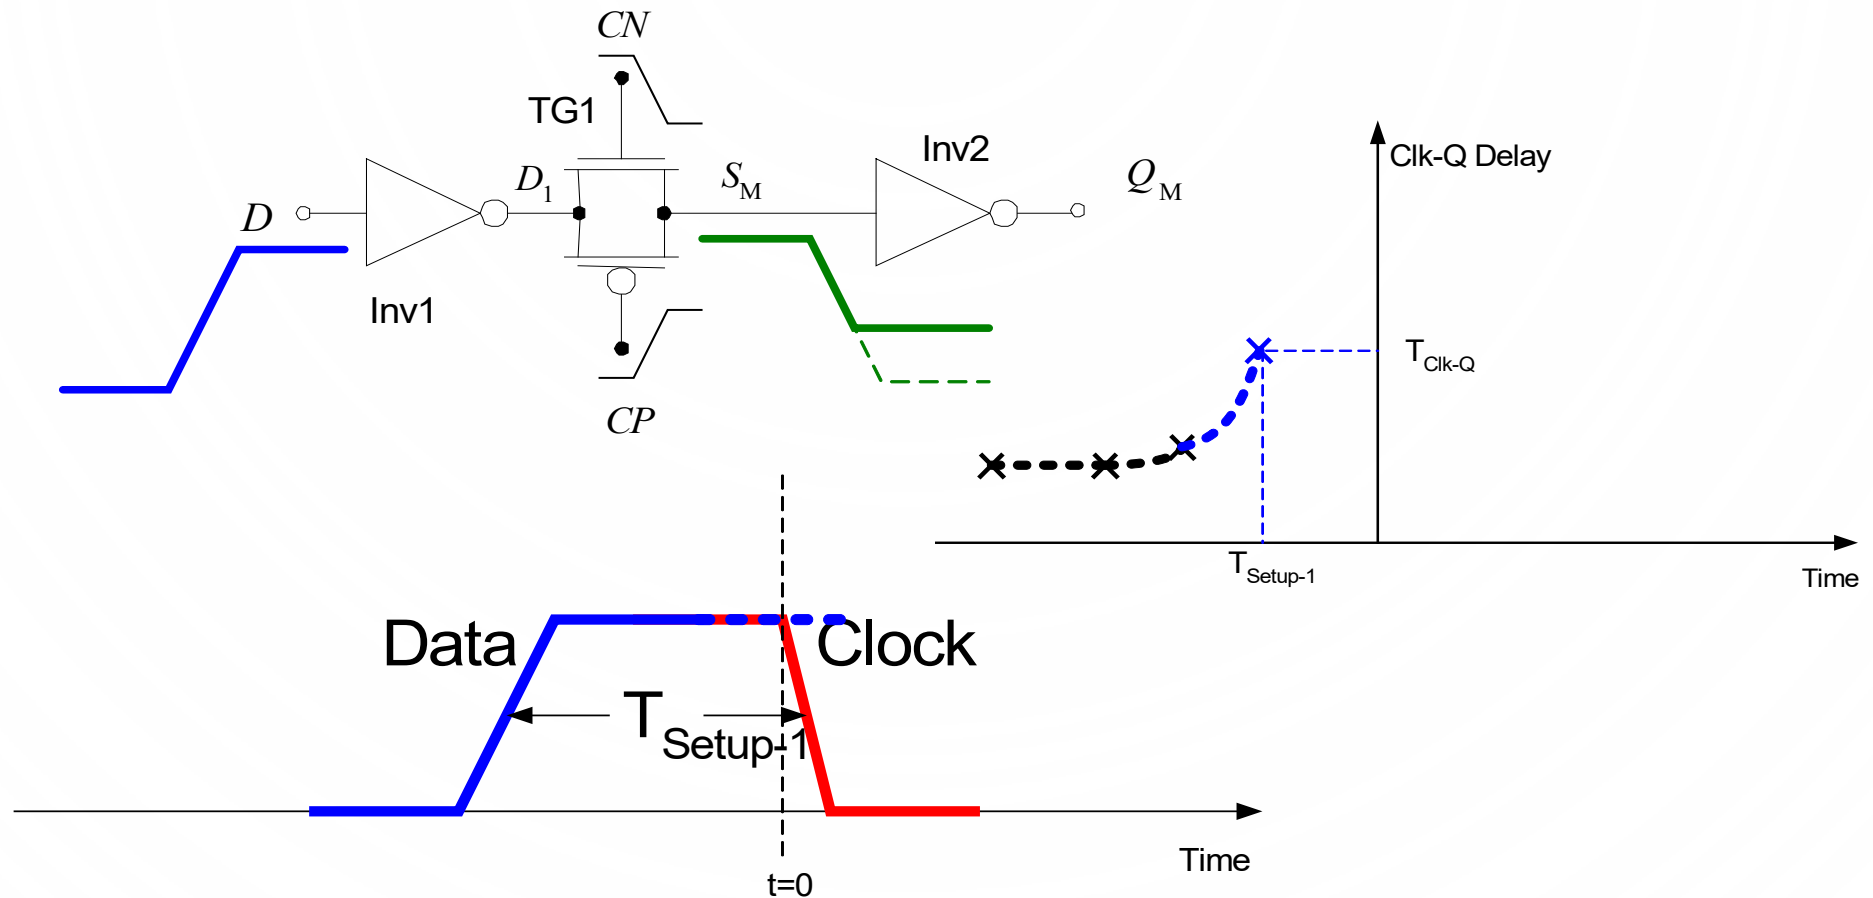 CN
TG1
Inv2
Clk-Q Delay
D
D1
SM
QM
Inv1
TClk-Q
CP
TSetup-1
Time
Data
Clock
TSetup-1
Time
t=0